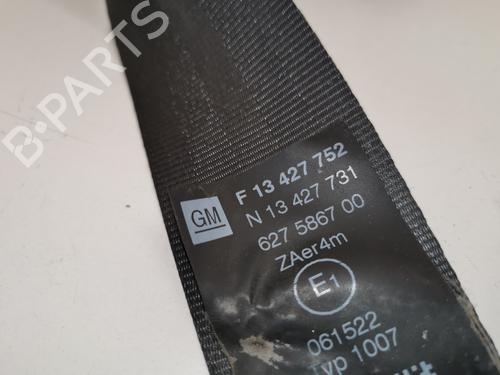 B-PARTS
GM
F 13 427 752
N 13 427 731
627 5867 00
ZAer4m
E1
061522
Typ 1007